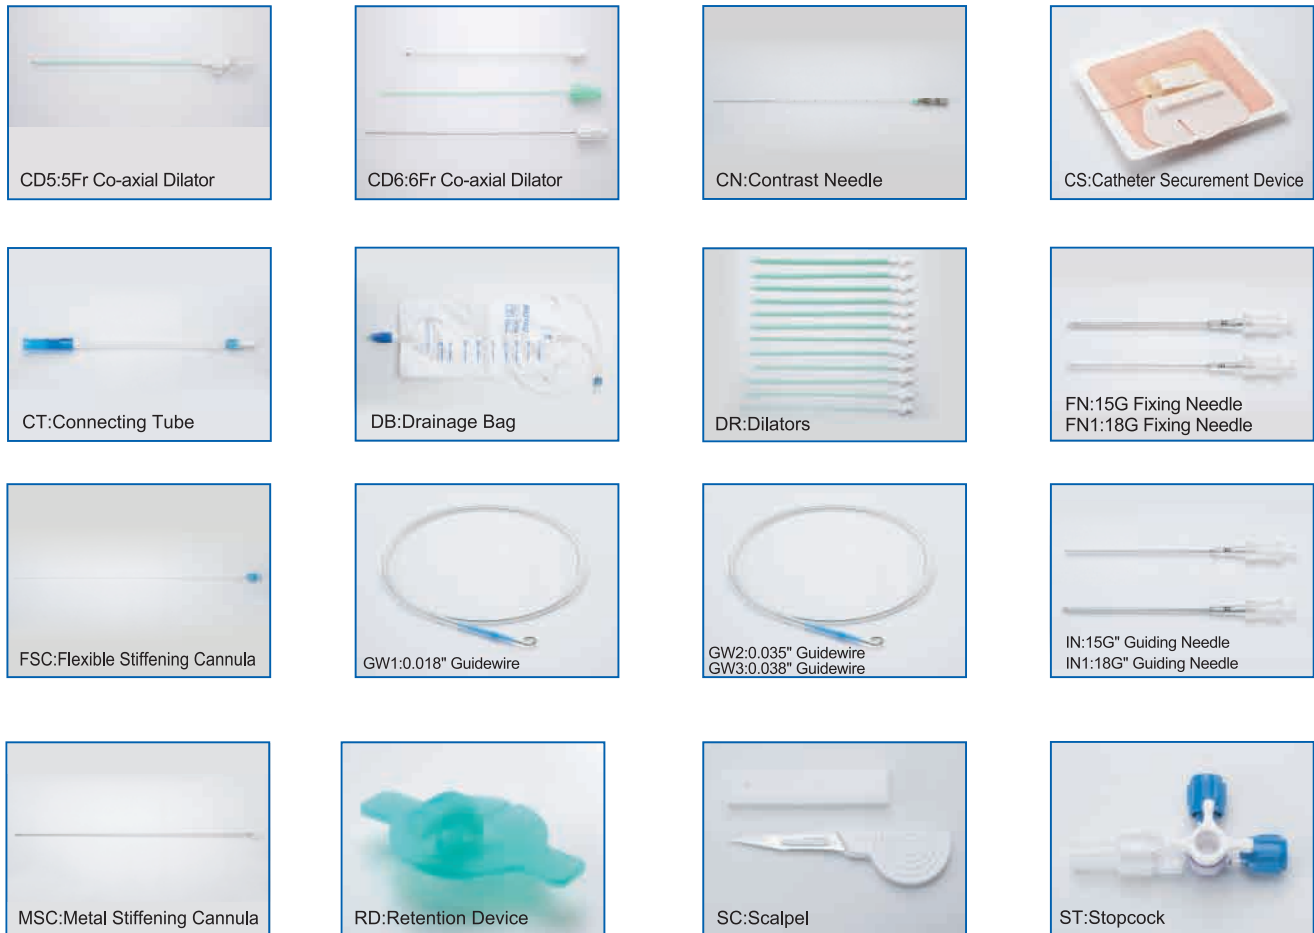 CD5:5Fr Co-axial Dilator
CD6:6Fr Co-axial Dilator
CN:Contrast Needle
CS:Catheter Securement Device
CT:Connecting Tube
DB:Drainage Bag
DR:Dilators
FN:15G Fixing Needle
FN1:18G Fixing Needle
FSC:Flexible Stiffening Cannula
GW1:0.018" Guidewire
GW2:0.035" Guidewire
GW3:0.038" Guidewire
IN:15G" Guiding Needle
IN1:18G" Guiding Needle
MSC:Metal Stiffening Cannula
RD:Retention Device
SC:Scalpel
ST:Stopcock